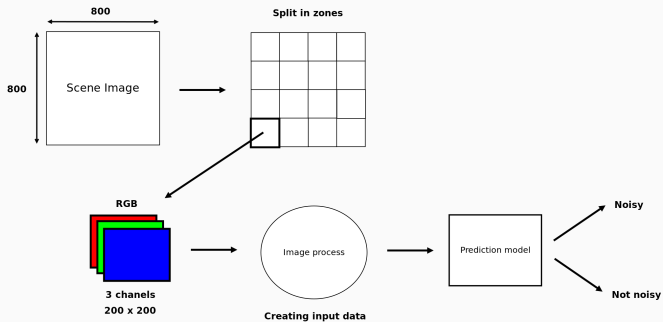 800
Split in zones
800
Scene Image
RGB
Noisy
Image process
Prediction model
3 chanels
200 x 200
Not noisy
Creating input data